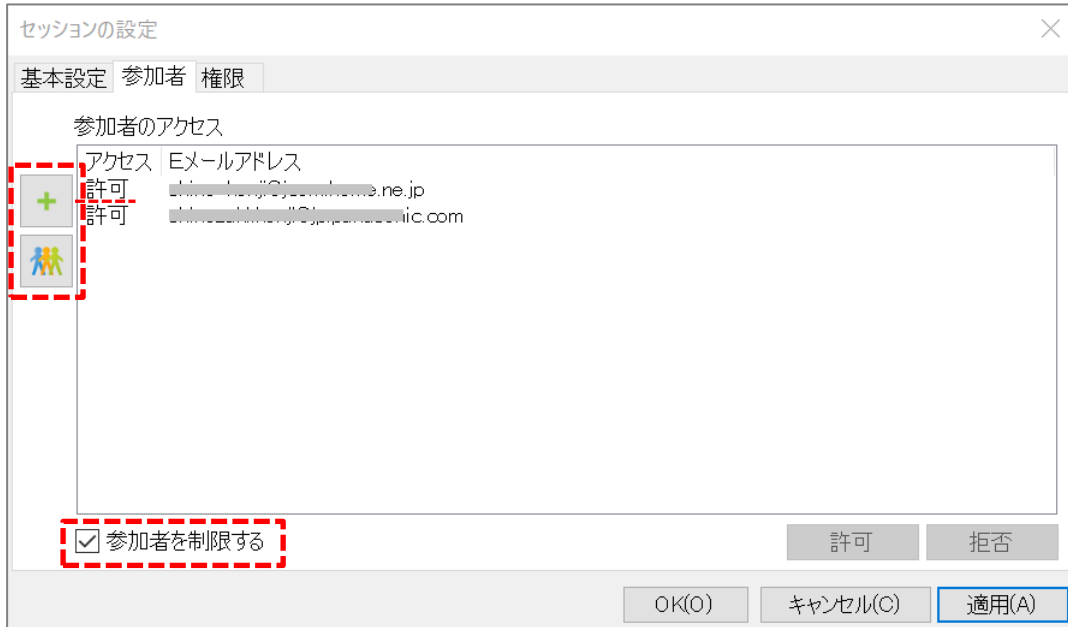 セッションの設定
基本設定 参加者 権限
参加者のアクセス
アクセス Eメールアドレス
許可 .ne.jp
許可 nic.com
参加者を制限する
許可 拒否
OK(O) キャンセル(C) 適用(A)